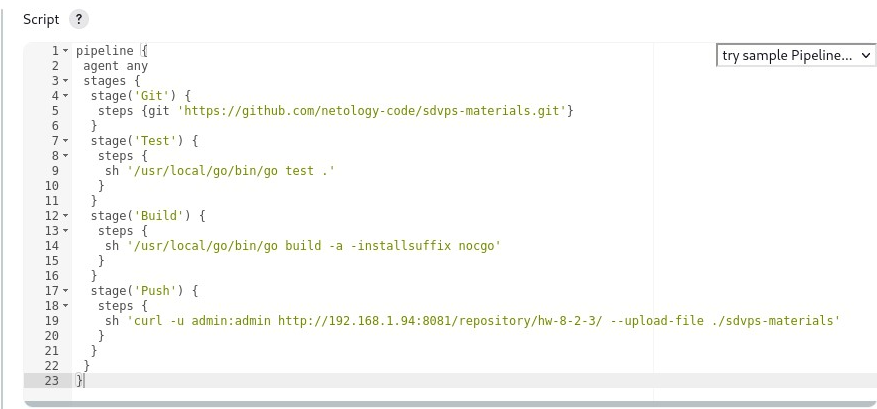 Script ?
try sample Pipeline...
1 pipeline {
2  agent any
3  stages {
4   stage('Git') {
5    steps {git 'https://github.com/netology-code/sdvps-materials.git'}
6   }
7   stage('Test') {
8    steps {
9     sh '/usr/local/go/bin/go test .'
10    }
11   }
12   stage('Build') {
13    steps {
14     sh '/usr/local/go/bin/go build -a -installsuffix nocgo'
15    }
16   }
17   stage('Push') {
18    steps {
19     sh 'curl -u admin:admin http://192.168.1.94:8081/repository/hw-8-2-3/ --upload-file ./sdvps-materials'
20    }
21   }
22  }
23 }